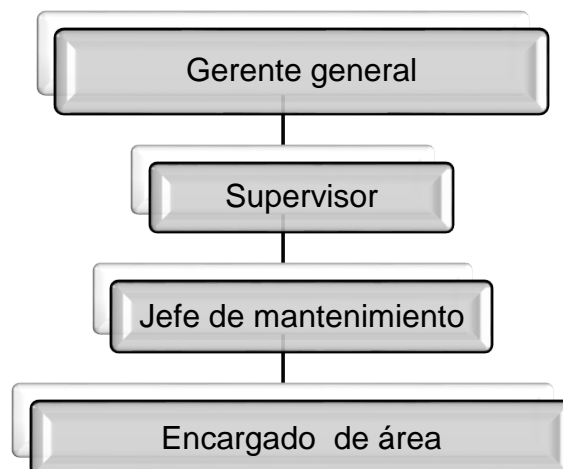 Gerente general
Supervisor
Jefe de mantenimiento
Encargado de área